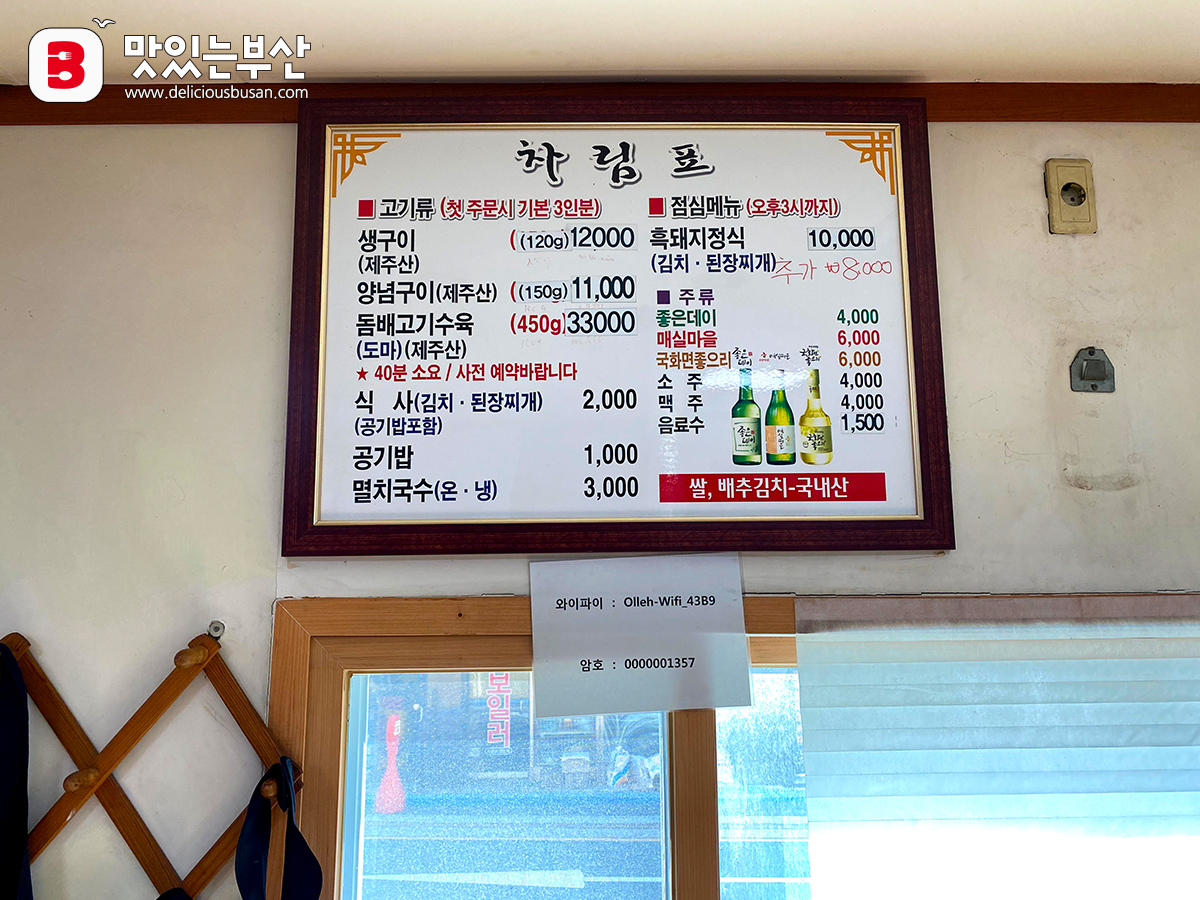 맛있는부산
www.deliciousbusan.com
차림표
■ 고기류 (첫 주문시 기본 3인분)
생구이 (120g) 12000
(제주산)
양념구이(제주산) (150g) 11,000
돔배고기수육 (450g) 33000
(도마)(제주산)
★ 40분 소요 / 사전 예약바랍니다
식 사(김치 · 된장찌개) 2,000
(공기밥포함)
공기밥 1,000
멸치국수(온 · 냉) 3,000
■ 점심메뉴 (오후3시까지)
흑돼지정식 10,000
(김치 · 된장찌개) 추가 ₩8,000
■ 주류
좋은데이 4,000
매실마을 6,000
국화면좋으리 6,000
소 주 4,000
맥 주 4,000
음료수 1,500
좋은데이
쌀, 배추김치-국내산
와이파이 : Olleh-Wifi_43B9
암호 : 0000001357
보일러